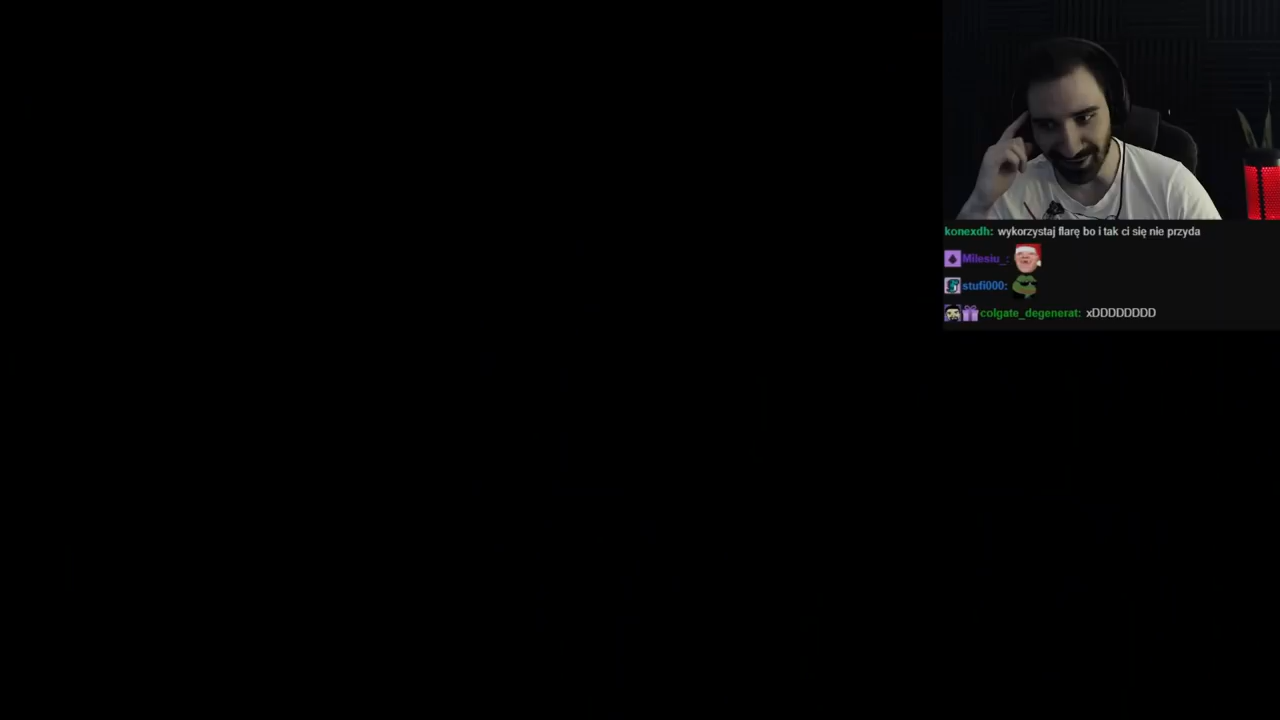 konexdh: wykorzystaj flarę bo i tak ci się nie przyda
Milesiu_:
stufi000:
colgate_degenerat: xDDDDDDDD